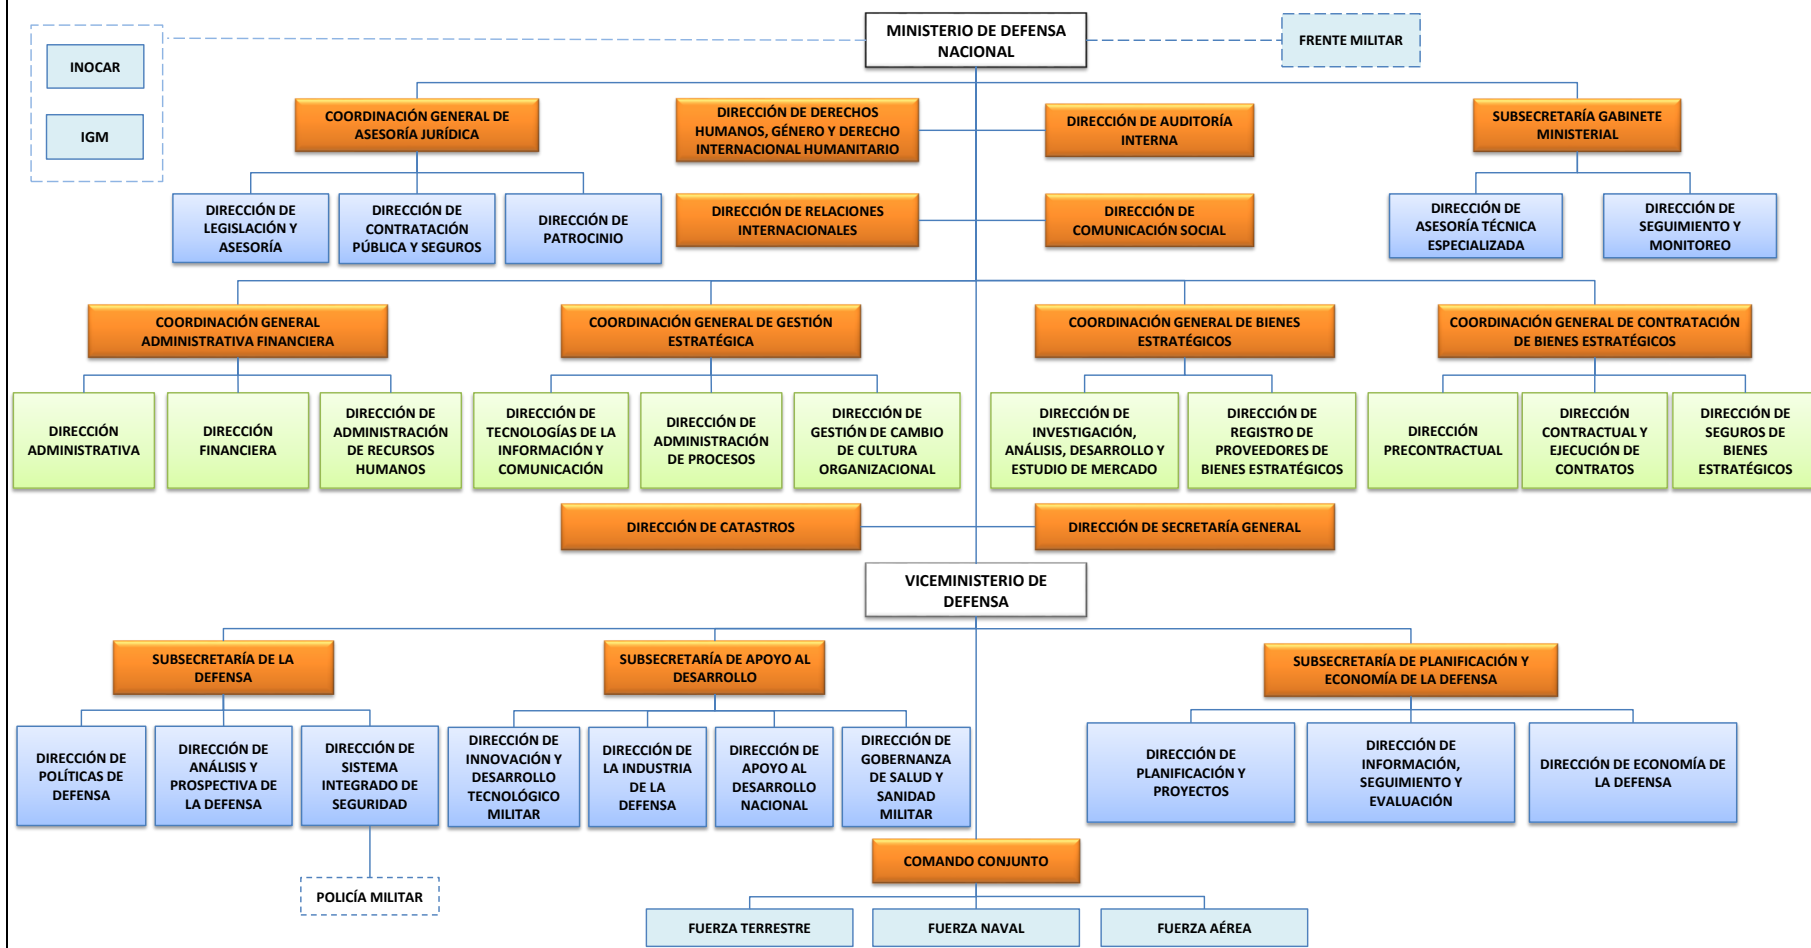 MINISTERIO DE DEFENSA
NACIONAL
FRENTE MILITAR
INOCAR
IGM
COORDINACIÓN GENERAL DE
ASESORÍA JURÍDICA
DIRECCIÓN DE DERECHOS
HUMANOS, GÉNERO Y DERECHO
INTERNACIONAL HUMANITARIO
DIRECCIÓN DE AUDITORÍA
INTERNA
SUBSECRETARÍA GABINETE
MINISTERIAL
DIRECCIÓN DE
LEGISLACIÓN Y
ASESORÍA
DIRECCIÓN DE
CONTRATACIÓN
PÚBLICA Y SEGUROS
DIRECCIÓN DE
PATROCINIO
DIRECCIÓN DE RELACIONES
INTERNACIONALES
DIRECCIÓN DE
COMUNICACIÓN SOCIAL
DIRECCIÓN DE
ASESORÍA TÉCNICA
ESPECIALIZADA
DIRECCIÓN DE
SEGUIMIENTO Y
MONITOREO
COORDINACIÓN GENERAL
ADMINISTRATIVA FINANCIERA
COORDINACIÓN GENERAL DE GESTIÓN
ESTRATÉGICA
COORDINACIÓN GENERAL DE BIENES
ESTRATÉGICOS
COORDINACIÓN GENERAL DE CONTRATACIÓN
DE BIENES ESTRATÉGICOS
DIRECCIÓN
ADMINISTRATIVA
DIRECCIÓN
FINANCIERA
DIRECCIÓN DE
ADMINISTRACIÓN
DE RECURSOS
HUMANOS
DIRECCIÓN DE
TECNOLOGÍAS DE LA
INFORMACIÓN Y
COMUNICACIÓN
DIRECCIÓN DE
ADMINISTRACIÓN
DE PROCESOS
DIRECCIÓN DE
GESTIÓN DE CAMBIO
DE CULTURA
ORGANIZACIONAL
DIRECCIÓN DE
INVESTIGACIÓN,
ANÁLISIS, DESARROLLO Y
ESTUDIO DE MERCADO
DIRECCIÓN DE
REGISTRO DE
PROVEEDORES DE
BIENES ESTRATÉGICOS
DIRECCIÓN
PRECONTRACTUAL
DIRECCIÓN
CONTRACTUAL Y
EJECUCIÓN DE
CONTRATOS
DIRECCIÓN DE
SEGUROS DE
BIENES
ESTRATÉGICOS
DIRECCIÓN DE CATASTROS
DIRECCIÓN DE SECRETARÍA GENERAL
VICEMINISTERIO DE
DEFENSA
SUBSECRETARÍA DE LA
DEFENSA
SUBSECRETARÍA DE APOYO AL
DESARROLLO
SUBSECRETARÍA DE PLANIFICACIÓN Y
ECONOMÍA DE LA DEFENSA
DIRECCIÓN DE
POLÍTICAS DE
DEFENSA
DIRECCIÓN DE
ANÁLISIS Y
PROSPECTIVA DE
LA DEFENSA
DIRECCIÓN DE
SISTEMA
INTEGRADO DE
SEGURIDAD
DIRECCIÓN DE
INNOVACIÓN Y
DESARROLLO
TECNOLÓGICO
MILITAR
DIRECCIÓN DE
LA INDUSTRIA
DE LA
DEFENSA
DIRECCIÓN DE
APOYO AL
DESARROLLO
NACIONAL
DIRECCIÓN DE
GOBERNANZA
DE SALUD Y
SANIDAD
MILITAR
DIRECCIÓN DE
PLANIFICACIÓN Y
PROYECTOS
DIRECCIÓN DE
INFORMACIÓN,
SEGUIMIENTO Y
EVALUACIÓN
DIRECCIÓN DE ECONOMÍA DE
LA DEFENSA
COMANDO CONJUNTO
POLICÍA MILITAR
FUERZA TERRESTRE
FUERZA NAVAL
FUERZA AÉREA